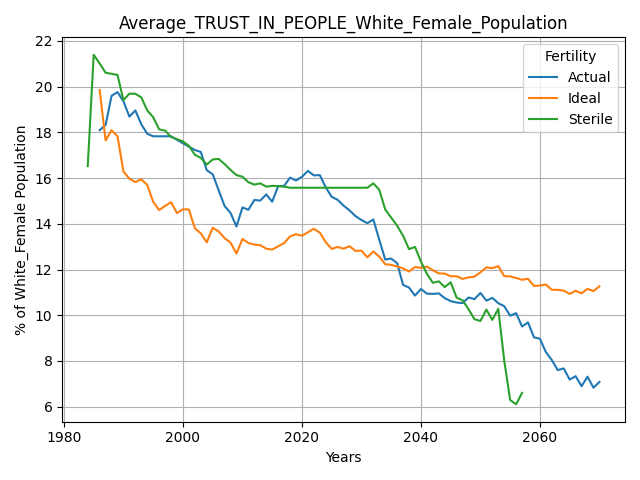 Average_TRUST_IN_PEOPLE_White_Female_Population
% of White_Female Population
22
20
18
16
14
12
10
8
6
Fertility
Actual
Ideal
Sterile
1980
2000
2020
2040
2060
Years